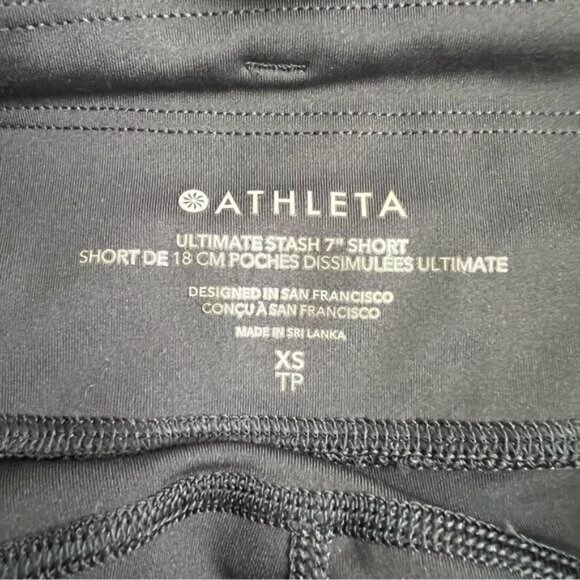 ATHLETA
ULTIMATE STASH 7" SHORT
SHORT DE 18 CM POCHES DISSIMULÉES ULTIMATE
DESIGNED IN SAN FRANCISCO
CONÇU À SAN FRANCISCO
MADE IN SRI LANKA
XS
TP